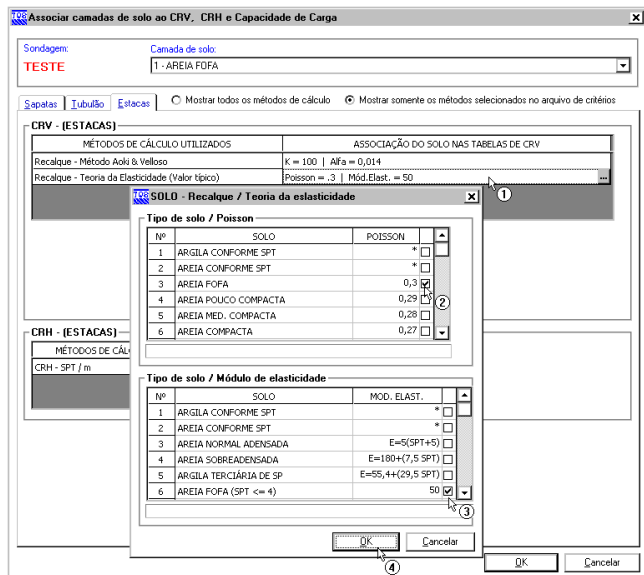 TQS Associar camadas de solo ao CRV, CRH e Capacidade de Carga
Sondagem: Camada de solo:
TESTE 1 - AREIA FOFA
Sapatas Tubulão Estacas Mostrar todos os métodos de cálculo Mostrar somente os métodos selecionados no arquivo de critérios
CRV - (ESTACAS)
MÉTODOS DE CÁLCULO UTILIZADOS ASSOCIAÇÃO DO SOLO NAS TABELAS DE CRV
Recalque - Método Aoki & Velloso K = 100 | Alfa = 0,014
Recalque - Teoria da Elasticidade (Valor típico) Poisson = .3 | Mód.Elast. = 50 ...
1
TQS SOLO - Recalque / Teoria da eslasticidade
Tipo de solo / Poisson
Nº SOLO POISSON
1 ARGILA CONFORME SPT *
2 AREIA CONFORME SPT *
3 AREIA FOFA 0,3
2
4 AREIA POUCO COMPACTA 0,29
5 AREIA MED. COMPACTA 0,28
6 AREIA COMPACTA 0,27
CRH - (ESTACAS)
MÉTODOS DE CÁL
CRH - SPT / m
Tipo de solo / Módulo de elasticidade
Nº SOLO MOD. ELAST.
1 ARGILA CONFORME SPT *
2 AREIA CONFORME SPT *
3 AREIA NORMAL ADENSADA E=5(SPT+5)
4 AREIA SOBREADENSADA E=180+(7,5 SPT)
5 ARGILA TERCIÁRIA DE SP E=55,4+(29,5 SPT)
6 AREIA FOFA (SPT <= 4) 50
3
OK Cancelar
4
OK Cancelar